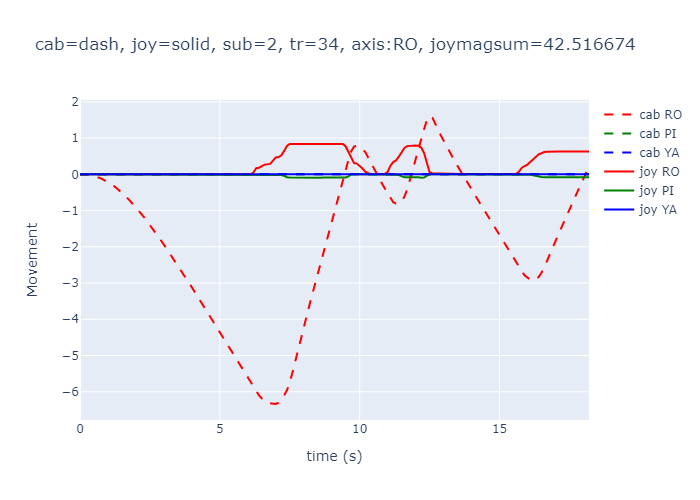 cab=dash, joy=solid, sub=2, tr=34, axis:RO, joymagsum=42.516674
2
1
0
−1
−2
−3
−4
−5
−6
Movement
0
5
10
15
time (s)
cab RO
cab PI
cab YA
joy RO
joy PI
joy YA